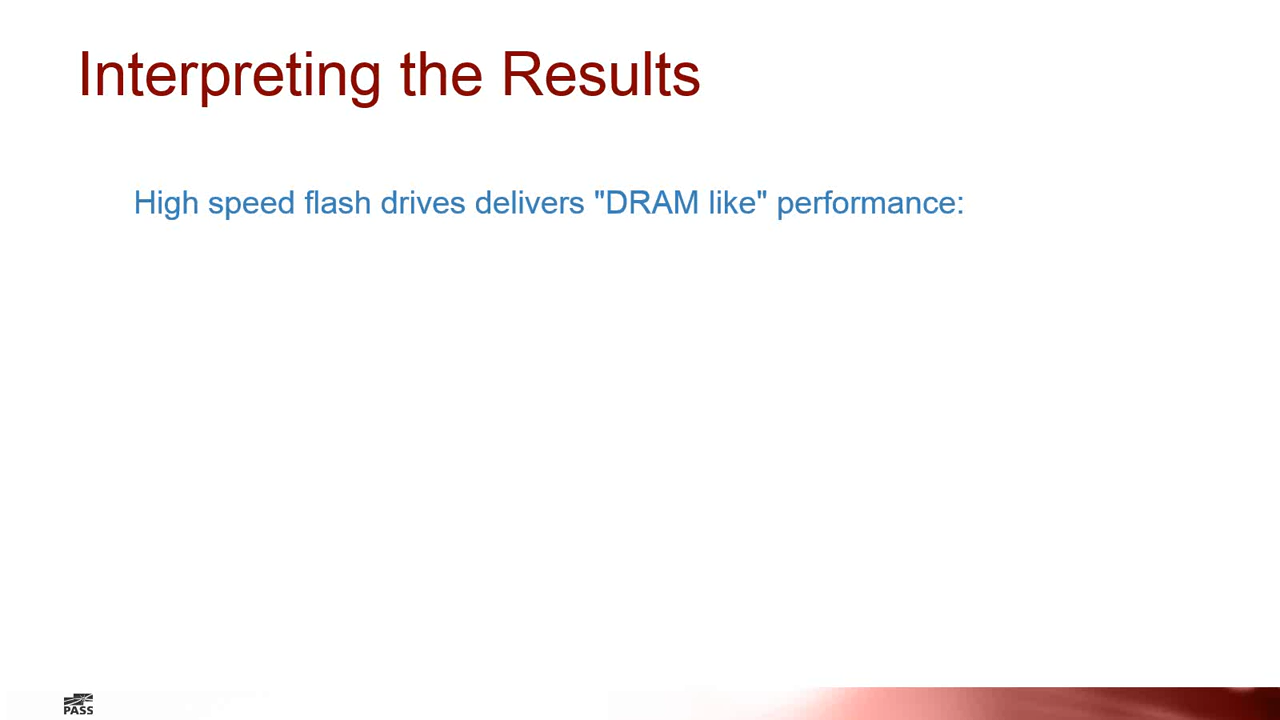 Interpreting the Results
High speed flash drives delivers "DRAM like" performance:
PASS